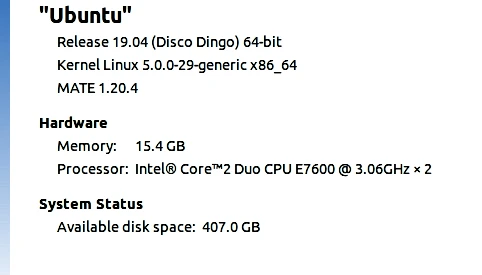 "Ubuntu"
Release 19.04 (Disco Dingo) 64-bit
Kernel Linux 5.0.0-29-generic x86_64
MATE 1.20.4
Hardware
Memory: 15.4 GB
Processor: Intel® Core™2 Duo CPU E7600 @ 3.06GHz × 2
System Status
Available disk space: 407.0 GB